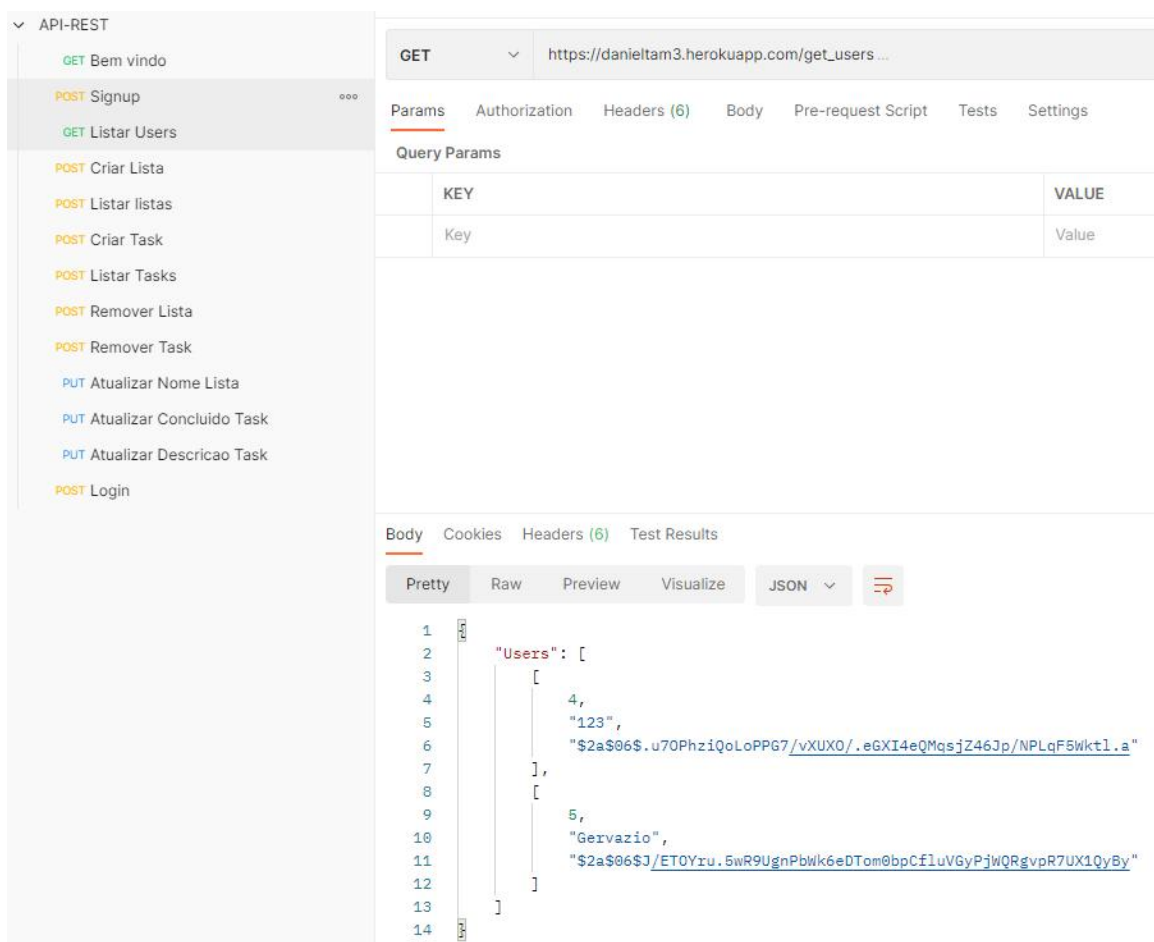 API-REST
GET Bem vindo
POST Signup
GET Listar Users
POST Criar Lista
POST Listar listas
POST Criar Task
POST Listar Tasks
POST Remover Lista
POST Remover Task
PUT Atualizar Nome Lista
PUT Atualizar Concluido Task
PUT Atualizar Descricao Task
POST Login
GET https://danieltam3.herokuapp.com/get_users ...
Params Authorization Headers (6) Body Pre-request Script Tests Settings
Query Params
KEY VALUE
Key Value
Body Cookies Headers (6) Test Results
Pretty Raw Preview Visualize JSON
1 {
2 "Users": [
3 [
4 4,
5 "123",
6 "$2a$06$.u7OPhziQoLoPPG7/vXUXO/.eGXI4eQMqsjZ46Jp/NPLqF5Wktl.a"
7 ],
8 [
9 5,
10 "Gervazio",
11 "$2a$06$J/ETOYru.5wR9UgnPbWk6eDTom0bpCfluVGyPjWQRgvpR7UX1QyBy"
12 ]
13 ]
14 }